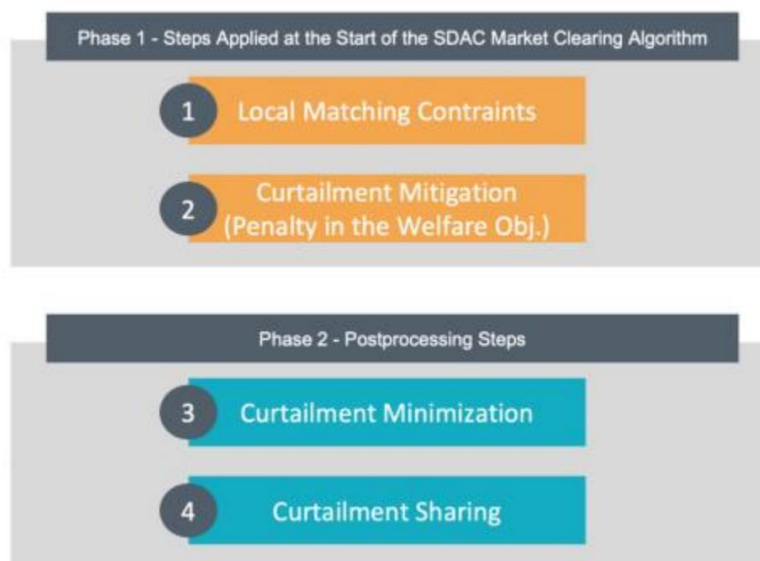 Phase 1 - Steps Applied at the Start of the SDAC Market Clearing Algorithm
1
Local Matching Contraints
2
Curtailment Mitigation
(Penalty in the Welfare Obj.)
Phase 2 - Postprocessing Steps
3
Curtailment Minimization
4
Curtailment Sharing